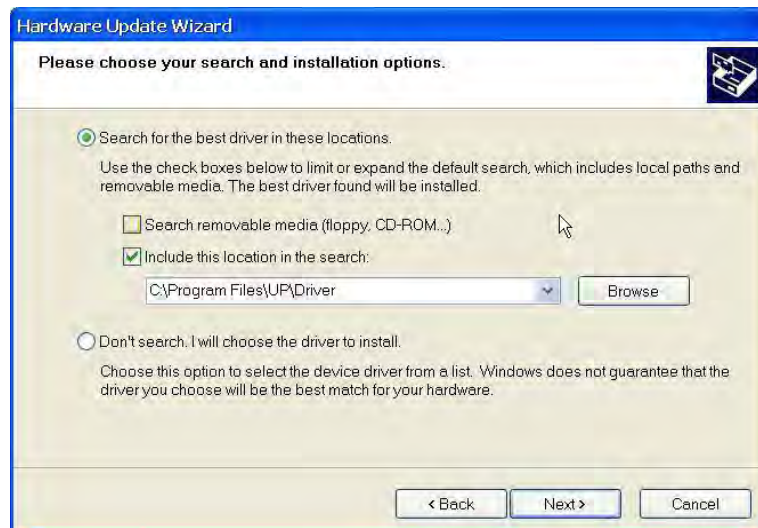 Hardware Update Wizard
Please choose your search and installation options.
Search for the best driver in these locations.
Use the check boxes below to limit or expand the default search, which includes local paths and
removable media. The best driver found will be installed.
Search removable media (floppy, CD-ROM...)
Include this location in the search:
C:\Program Files\UP\Driver
Browse
Don't search. I will choose the driver to install.
Choose this option to select the device driver from a list. Windows does not guarantee that the
driver you choose will be the best match for your hardware.
< Back
Next >
Cancel